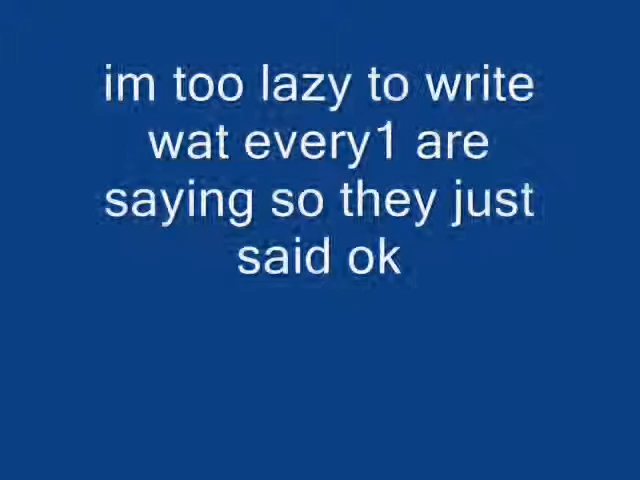 im too lazy to write
wat every1 are
saying so they just
said ok